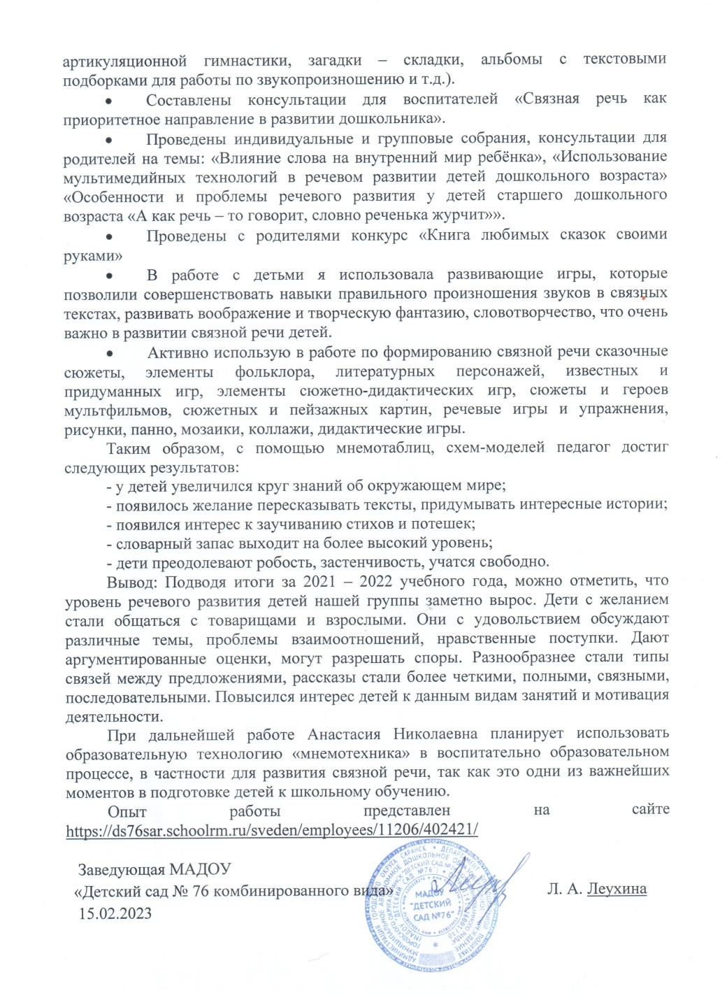 артикуляционной гимнастики, загадки – складки, альбомы с текстовыми
подборками для работы по звукопроизношению и т.д.).
• Составлены консультации для воспитателей «Связная речь как
приоритетное направление в развитии дошкольника».
• Проведены индивидуальные и групповые собрания, консультации для
родителей на темы: «Влияние слова на внутренний мир ребёнка», «Использование
мультимедийных технологий в речевом развитии детей дошкольного возраста»
«Особенности и проблемы речевого развития у детей старшего дошкольного
возраста «А как речь – то говорит, словно реченька журчит»».
• Проведены с родителями конкурс «Книга любимых сказок своими
руками»
• В работе с детьми я использовала развивающие игры, которые
позволили совершенствовать навыки правильного произношения звуков в связных
текстах, развивать воображение и творческую фантазию, словотворчество, что очень
важно в развитии связной речи детей.
• Активно использую в работе по формированию связной речи сказочные
сюжеты, элементы фольклора, литературных персонажей, известных и
придуманных игр, элементы сюжетно-дидактических игр, сюжеты и героев
мультфильмов, сюжетных и пейзажных картин, речевые игры и упражнения,
рисунки, панно, мозаики, коллажи, дидактические игры.
Таким образом, с помощью мнемотаблиц, схем-моделей педагог достиг
следующих результатов:
- у детей увеличился круг знаний об окружающем мире;
- появилось желание пересказывать тексты, придумывать интересные истории;
- появился интерес к заучиванию стихов и потешек;
- словарный запас выходит на более высокий уровень;
- дети преодолевают робость, застенчивость, учатся свободно.
Вывод: Подводя итоги за 2021 – 2022 учебного года, можно отметить, что
уровень речевого развития детей нашей группы заметно вырос. Дети с желанием
стали общаться с товарищами и взрослыми. Они с удовольствием обсуждают
различные темы, проблемы взаимоотношений, нравственные поступки. Дают
аргументированные оценки, могут разрешать споры. Разнообразнее стали типы
связей между предложениями, рассказы стали более четкими, полными, связными,
последовательными. Повысился интерес детей к данным видам занятий и мотивация
деятельности.
При дальнейшей работе Анастасия Николаевна планирует использовать
образовательную технологию «мнемотехника» в воспитательно образовательном
процессе, в частности для развития связной речи, так как это одни из важнейших
моментов в подготовке детей к школьному обучению.
Опыт работы представлен на сайте
https://ds76sar.schoolrm.ru/sveden/employees/11206/402421/
Заведующая МАДОУ
«Детский сад № 76 комбинированного вида» Л. А. Леухина
15.02.2023
МАДОУ
"ДЕТСКИЙ
САД №76"